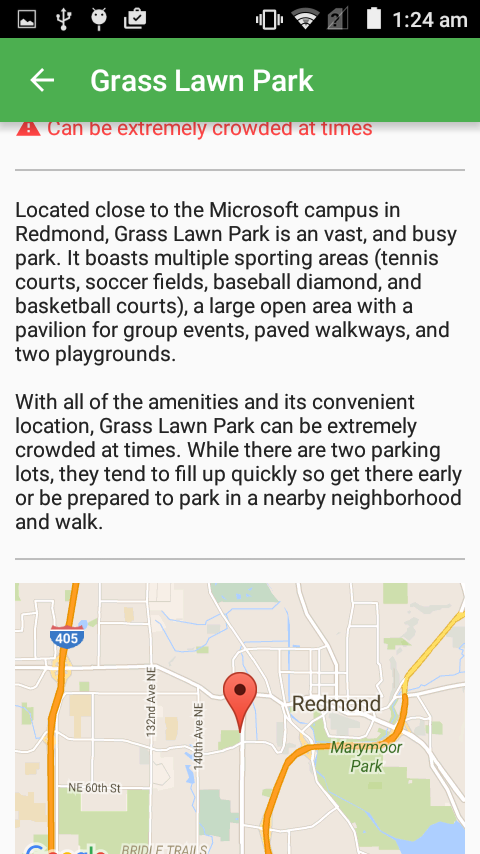 1:24 am
Grass Lawn Park
Can be extremely crowded at times
Located close to the Microsoft campus in
Redmond, Grass Lawn Park is an vast, and busy
park. It boasts multiple sporting areas (tennis
courts, soccer fields, baseball diamond, and
basketball courts), a large open area with a
pavilion for group events, paved walkways, and
two playgrounds.
With all of the amenities and its convenient
location, Grass Lawn Park can be extremely
crowded at times. While there are two parking
lots, they tend to fill up quickly so get there early
or be prepared to park in a nearby neighborhood
and walk.
405
132nd Ave NE
140th Ave NE
Redmond
Marymoor
Park
NE 60th St
BRIDLE TRAILS
Google